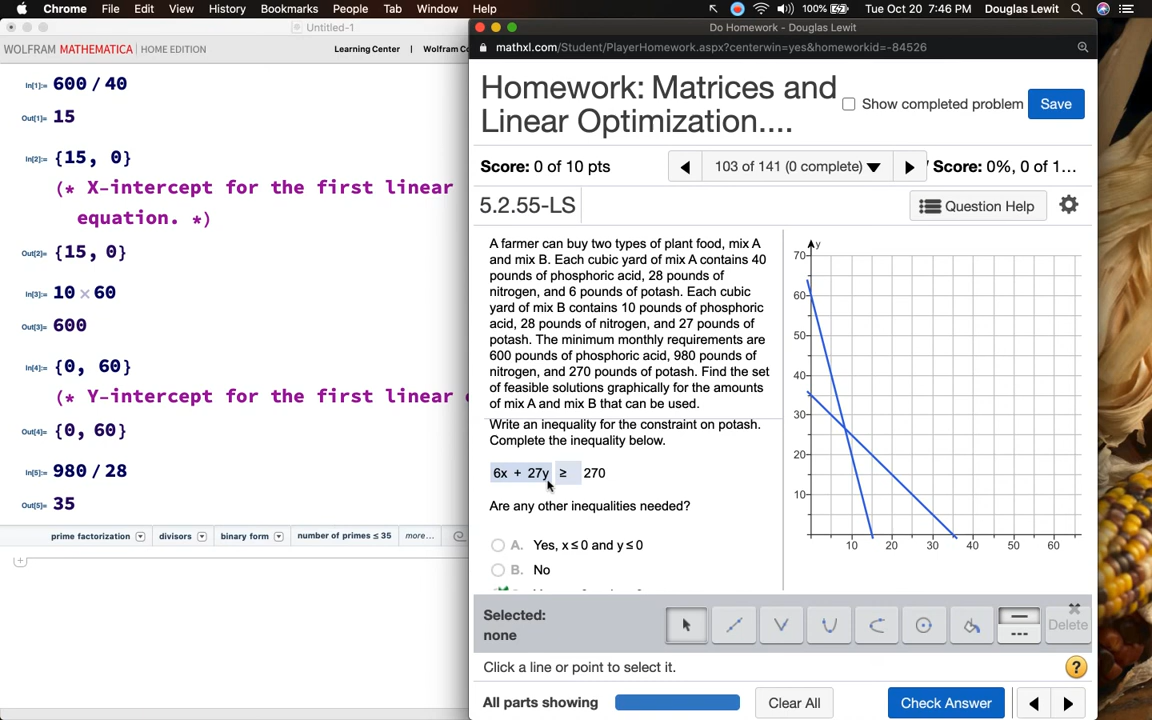 Chrome File Edit View History Bookmarks People Tab Window Help 100% Tue Oct 20 7:46 PM Douglas Lewit
Untitled-1
WOLFRAM MATHEMATICA | HOME EDITION Learning Center | Wolfram Co
In[1]:= 600 / 40
Out[1]= 15
In[2]:= {15, 0}
(* X-intercept for the first linear
equation. *)
Out[2]= {15, 0}
In[3]:= 10 × 60
Out[3]= 600
In[4]:= {0, 60}
(* Y-intercept for the first linear e
Out[4]= {0, 60}
In[5]:= 980 / 28
Out[5]= 35
prime factorization divisors binary form number of primes ≤ 35 more...
Do Homework - Douglas Lewit
mathxl.com/Student/PlayerHomework.aspx?centerwin=yes&homeworkid=-84526
Homework: Matrices and
Linear Optimization....
Show completed problem Save
Score: 0 of 10 pts 103 of 141 (0 complete) Score: 0%, 0 of 1...
5.2.55-LS Question Help
A farmer can buy two types of plant food, mix A
and mix B. Each cubic yard of mix A contains 40
pounds of phosphoric acid, 28 pounds of
nitrogen, and 6 pounds of potash. Each cubic
yard of mix B contains 10 pounds of phosphoric
acid, 28 pounds of nitrogen, and 27 pounds of
potash. The minimum monthly requirements are
600 pounds of phosphoric acid, 980 pounds of
nitrogen, and 270 pounds of potash. Find the set
of feasible solutions graphically for the amounts
of mix A and mix B that can be used.
Write an inequality for the constraint on potash.
Complete the inequality below.
6x + 27y ≥ 270
Are any other inequalities needed?
A. Yes, x ≤ 0 and y ≤ 0
B. No
y
70
60
50
40
30
20
10
10 20 30 40 50 60
Selected:
none
Delete
Click a line or point to select it.
?
All parts showing Clear All Check Answer